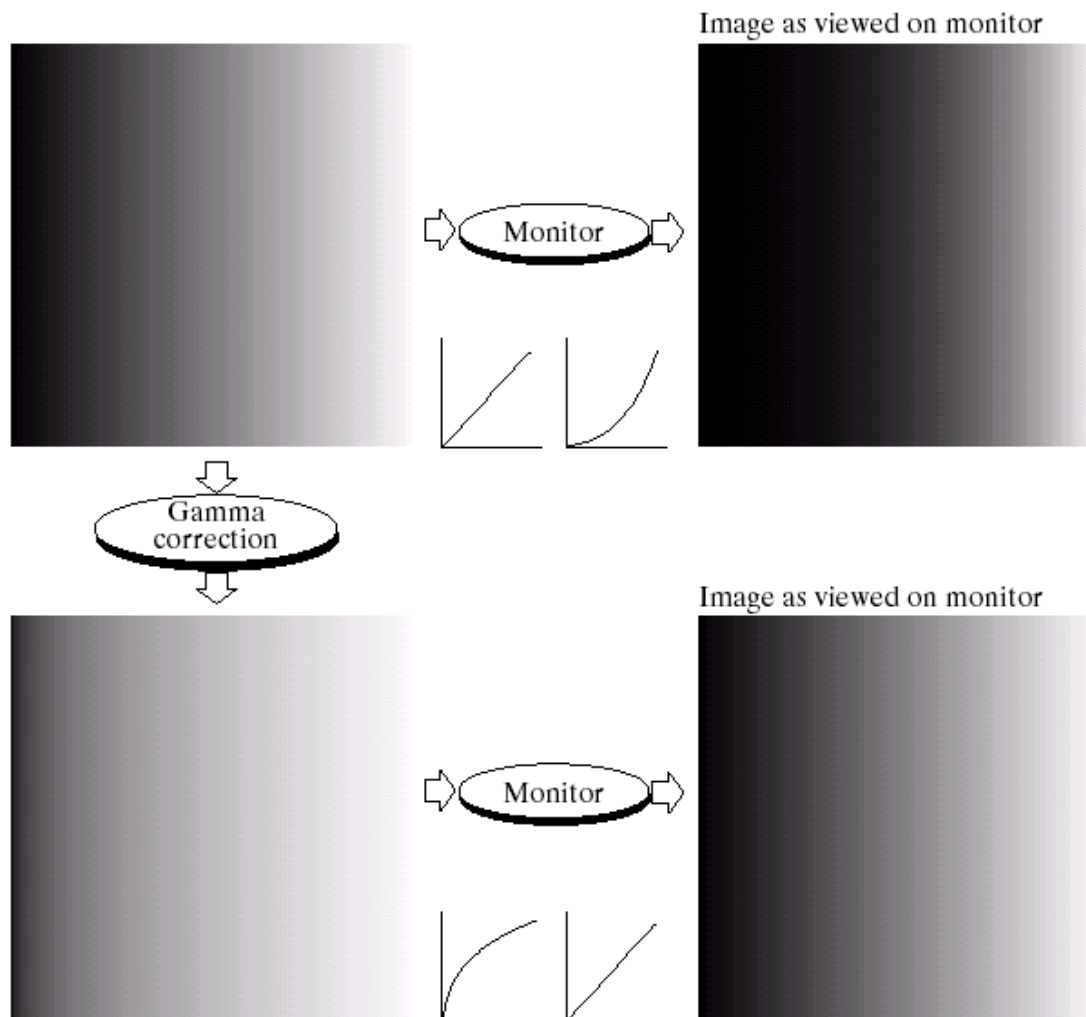 Image as viewed on monitor
Monitor
Gamma
correction
Image as viewed on monitor
Monitor